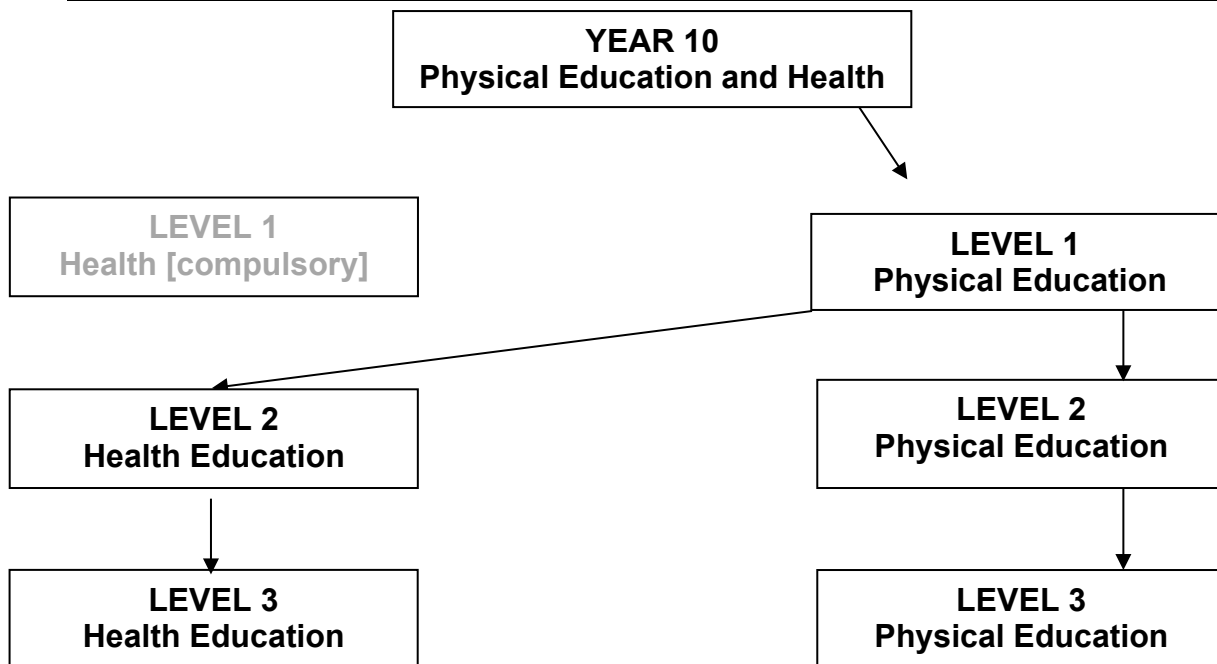 YEAR 10
Physical Education and Health
LEVEL 1
Health [compulsory]
LEVEL 1
Physical Education
LEVEL 2
Health Education
LEVEL 2
Physical Education
LEVEL 3
Health Education
LEVEL 3
Physical Education